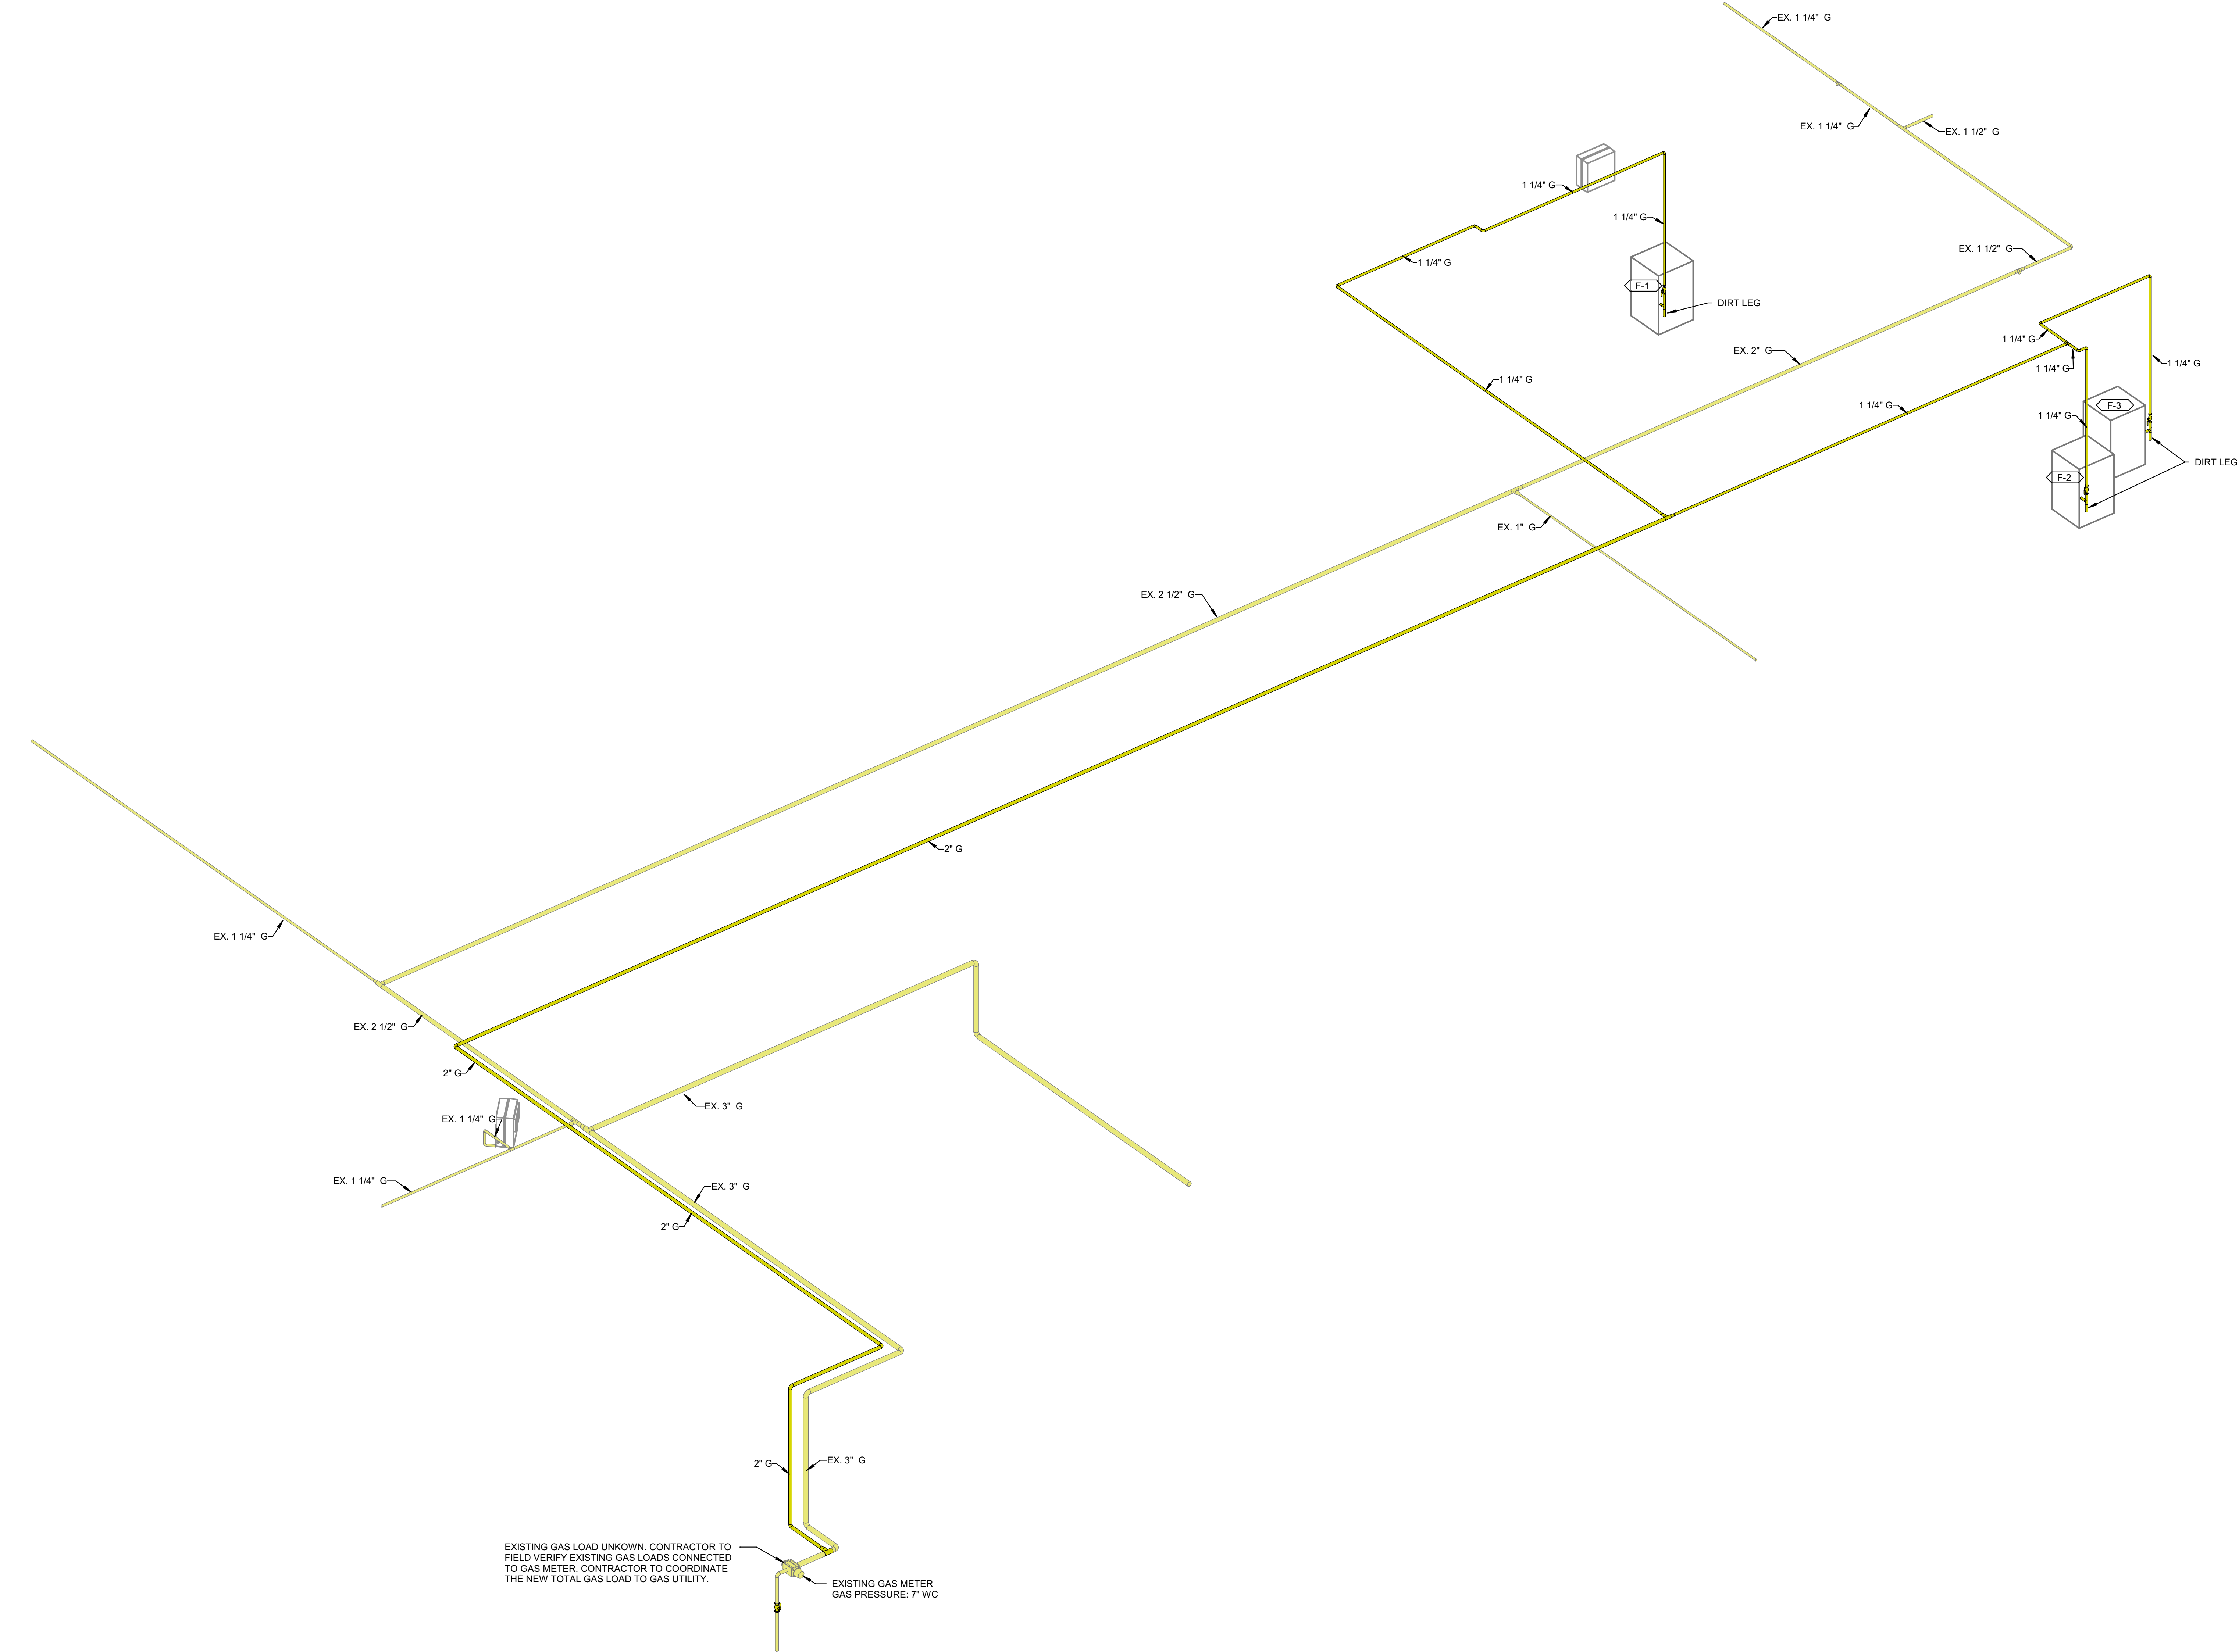 EX. 1 1/4"  G
EX. 1 1/4"  G
EX. 1 1/2"  G
1 1/4" G
1 1/4" G
EX. 1 1/2"  G
1 1/4" G
F-1
DIRT LEG
1 1/4" G
EX. 2"  G
1 1/4" G
1 1/4" G
1 1/4" G
1 1/4" G
F-3
1 1/4" G
DIRT LEG
F-2
EX. 1"  G
EX. 2 1/2"  G
2" G
EX. 1 1/4"  G
EX. 2 1/2"  G
2" G
EX. 3"  G
EX. 1 1/4"  G
EX. 1 1/4"  G
EX. 3"  G
2" G
EX. 3"  G
2" G
EXISTING GAS LOAD UNKOWN. CONTRACTOR TO
FIELD VERIFY EXISTING GAS LOADS CONNECTED
TO GAS METER. CONTRACTOR TO COORDINATE
THE NEW TOTAL GAS LOAD TO GAS UTILITY.
EXISTING GAS METER
GAS PRESSURE: 7" WC